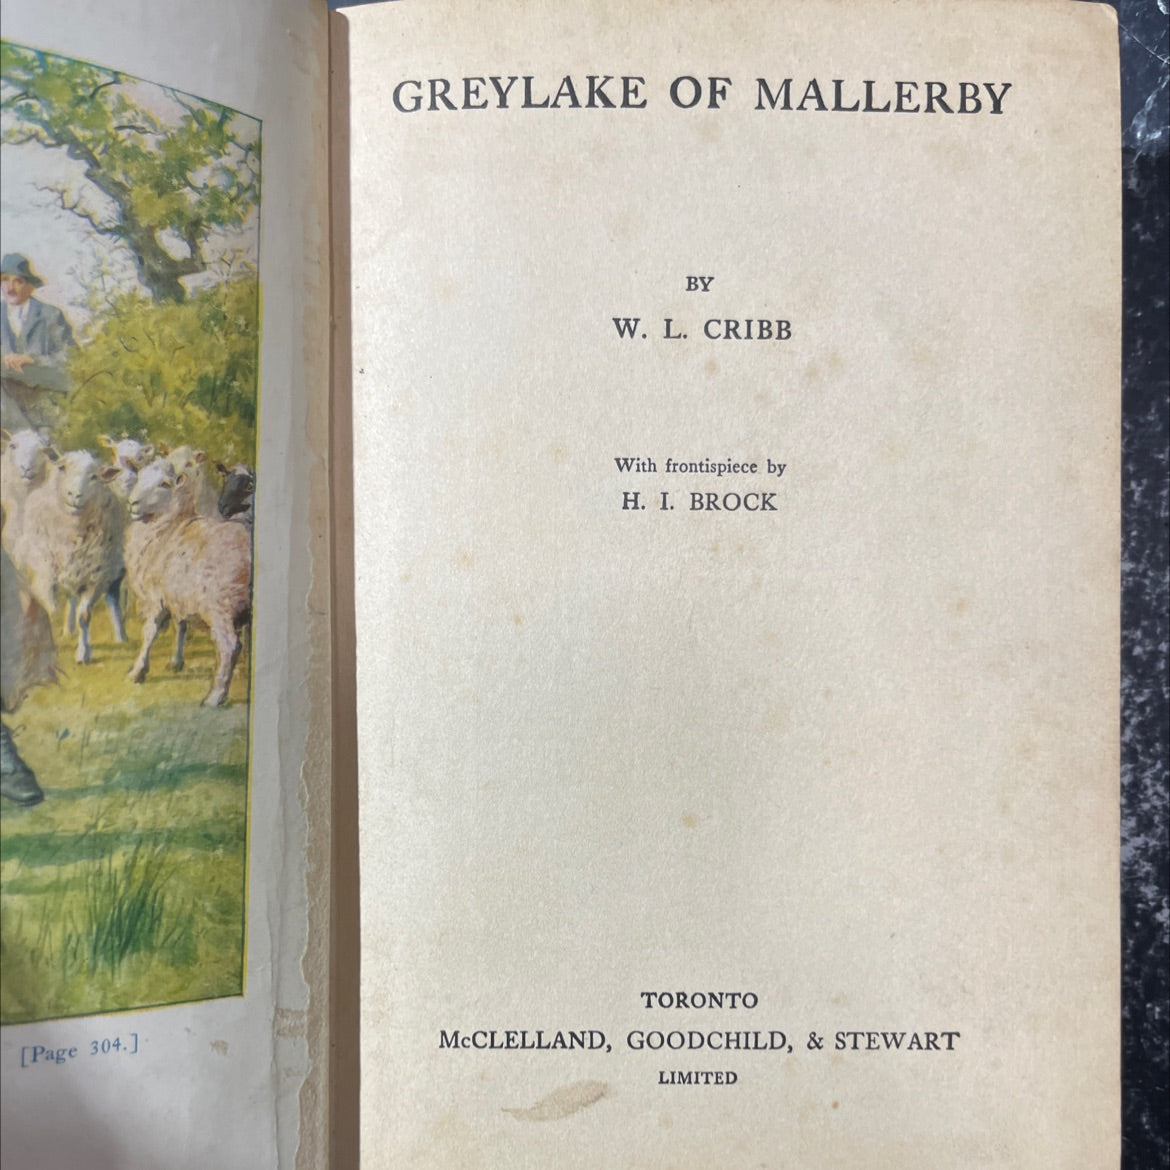 GREYLAKE OF MALLERBY
BY
W. L. CRIBB
With frontispiece by
H. I. BROCK
TORONTO
McCLELLAND, GOODCHILD, & STEWART
LIMITED
[Page 304.]